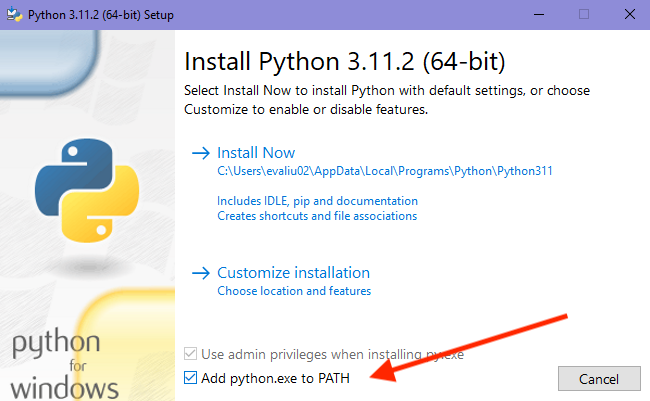 Python 3.11.2 (64-bit) Setup
Install Python 3.11.2 (64-bit)
Select Install Now to install Python with default settings, or choose
Customize to enable or disable features.
Install Now
C:\Users\evaliu02\AppData\Local\Programs\Python\Python311
Includes IDLE, pip and documentation
Creates shortcuts and file associations
Customize installation
Choose location and features
Use admin privileges when installing py.exe
Add python.exe to PATH
Cancel
python
for
windows